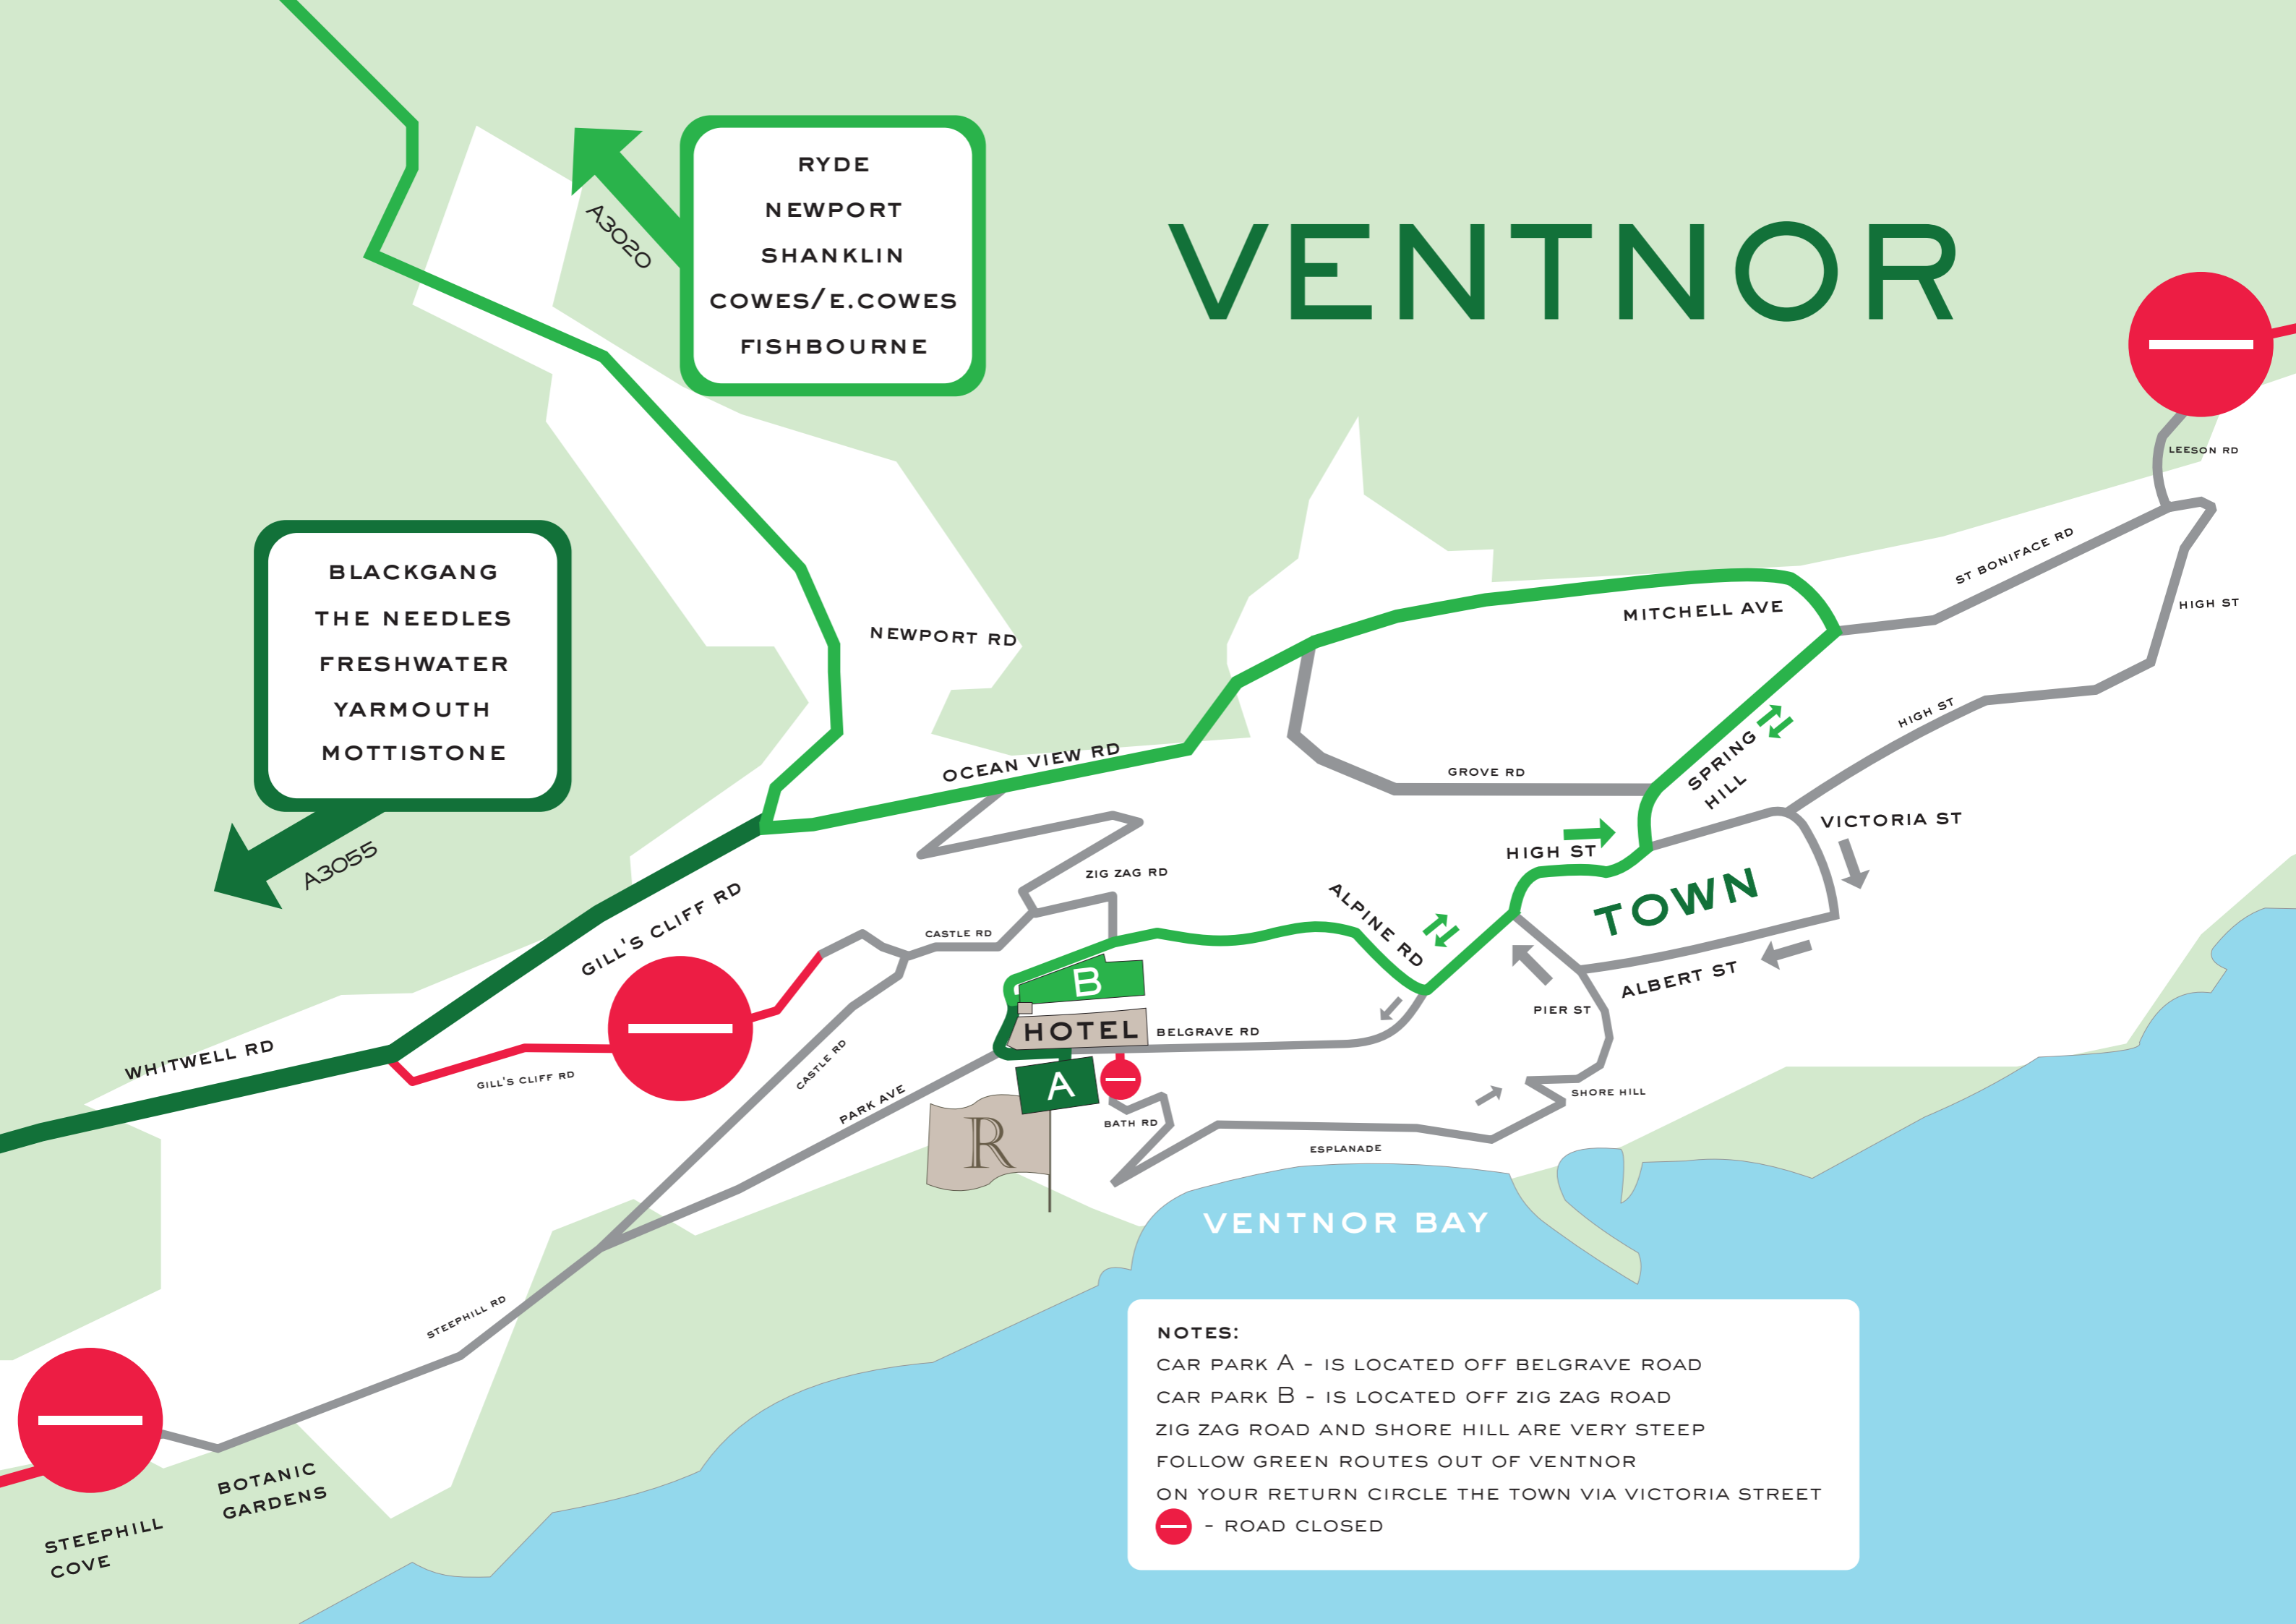 VENTNOR
RYDE
NEWPORT
SHANKLIN
COWES/E.COWES
FISHBOURNE
A3020
BLACKGANG
THE NEEDLES
FRESHWATER
YARMOUTH
MOTTISTONE
A3055
LEESON RD
ST BONIFACE RD
HIGH ST
MITCHELL AVE
NEWPORT RD
HIGH ST
OCEAN VIEW RD
GROVE RD
SPRING
HILL
VICTORIA ST
HIGH ST
ZIG ZAG RD
TOWN
ALPINE RD
GILL'S CLIFF RD
CASTLE RD
B
ALBERT ST
PIER ST
HOTEL
BELGRAVE RD
WHITWELL RD
GILL'S CLIFF RD
CASTLE RD
PARK AVE
A
SHORE HILL
BATH RD
R
ESPLANADE
VENTNOR BAY
STEEPHILL RD
BOTANIC
GARDENS
STEEPHILL
COVE
NOTES:
CAR PARK A - IS LOCATED OFF BELGRAVE ROAD
CAR PARK B - IS LOCATED OFF ZIG ZAG ROAD
ZIG ZAG ROAD AND SHORE HILL ARE VERY STEEP
FOLLOW GREEN ROUTES OUT OF VENTNOR
ON YOUR RETURN CIRCLE THE TOWN VIA VICTORIA STREET
- ROAD CLOSED